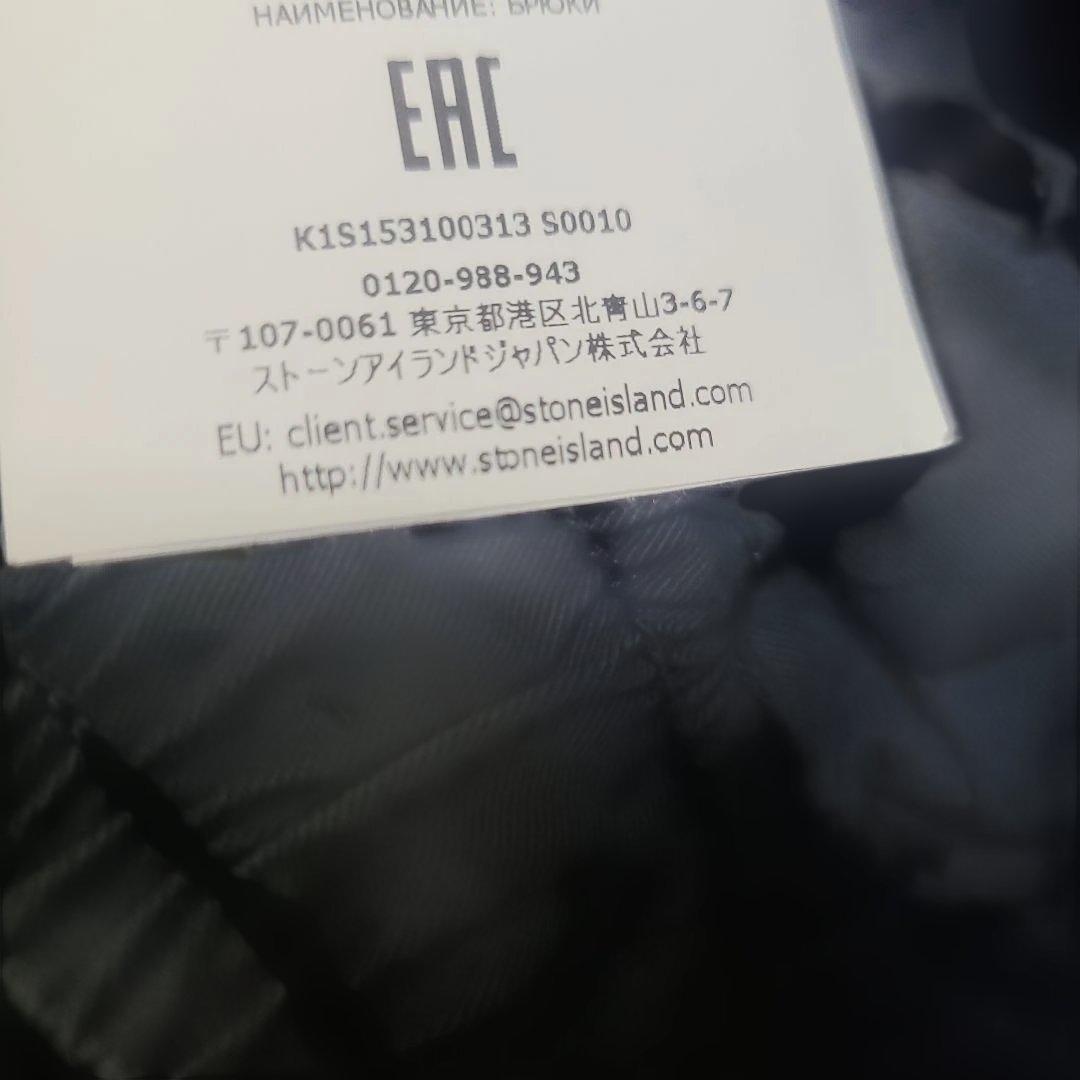 НАИМЕНОВАНИЕ: БРЮКИ
EAC
K1S153100313 S0010
0120-988-943
〒107-0061 東京都港区北青山3-6-7
ストーンアイランドジャパン株式会社
EU: client.service@stoneisland.com
http://www.stoneisland.com